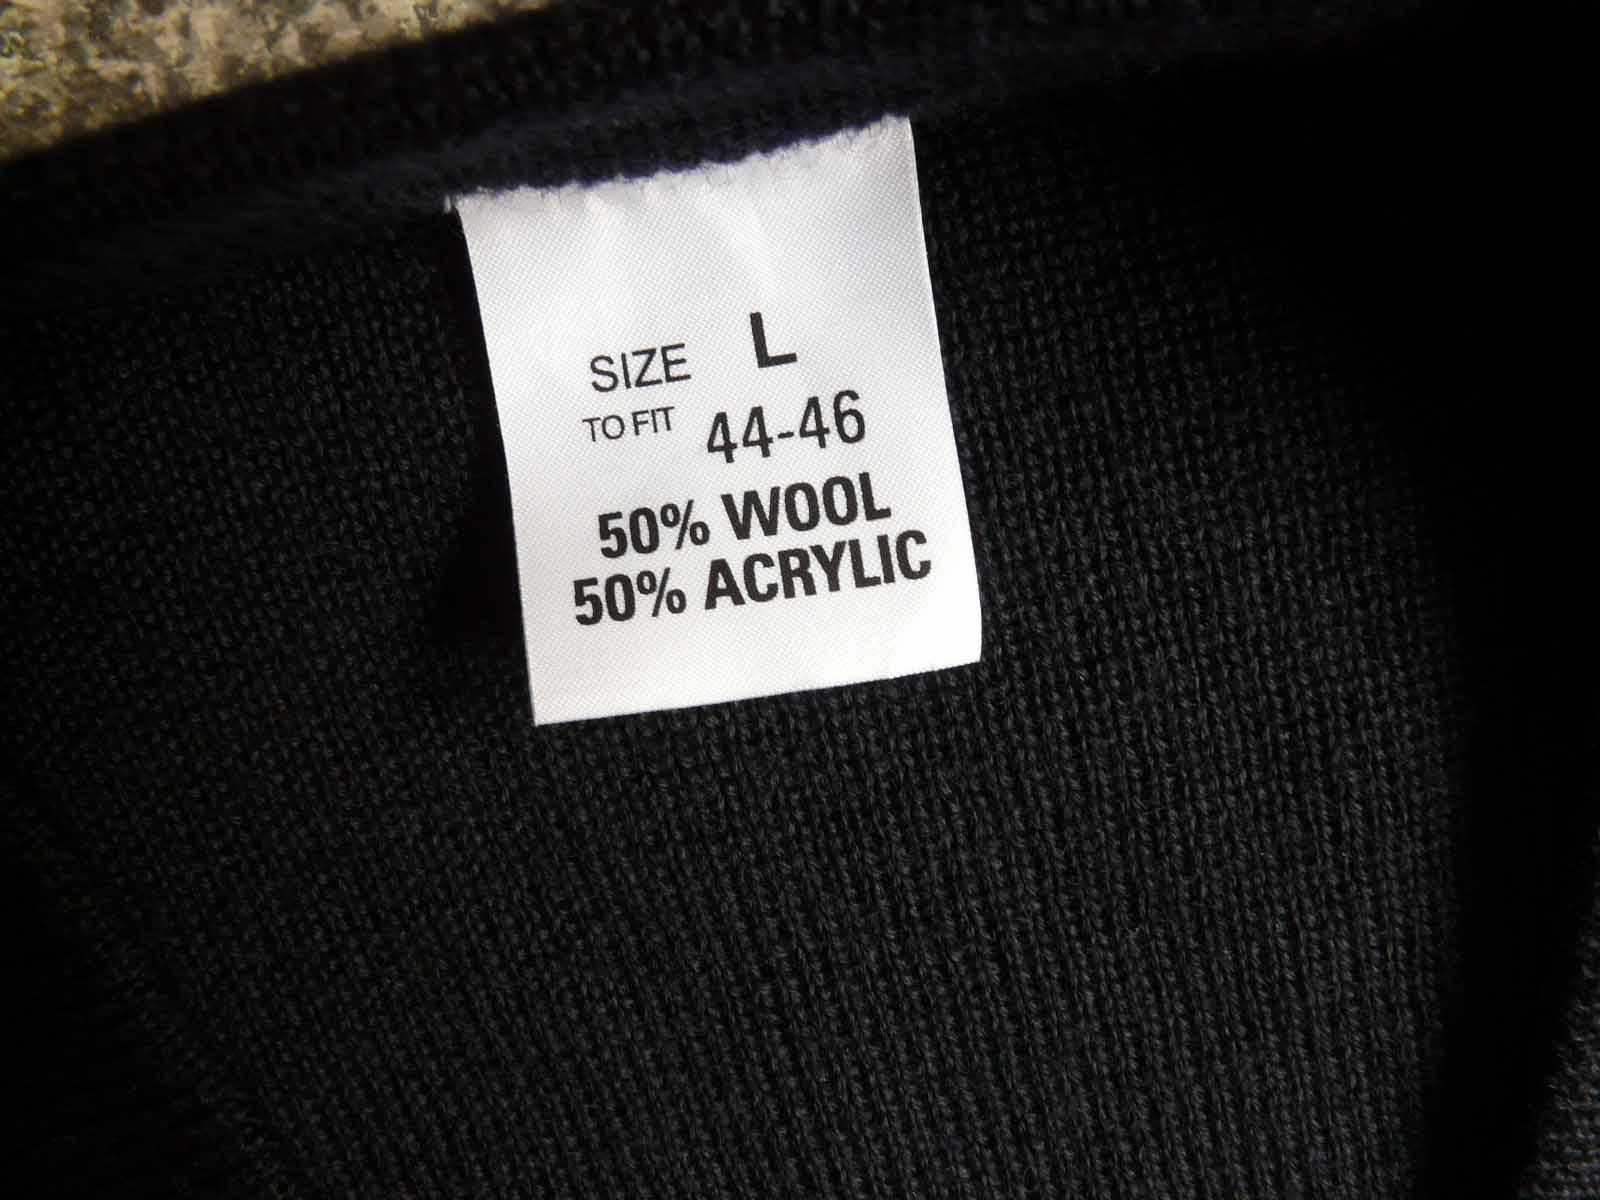 SIZE L
TO FIT 44-46
50% WOOL
50% ACRYLIC